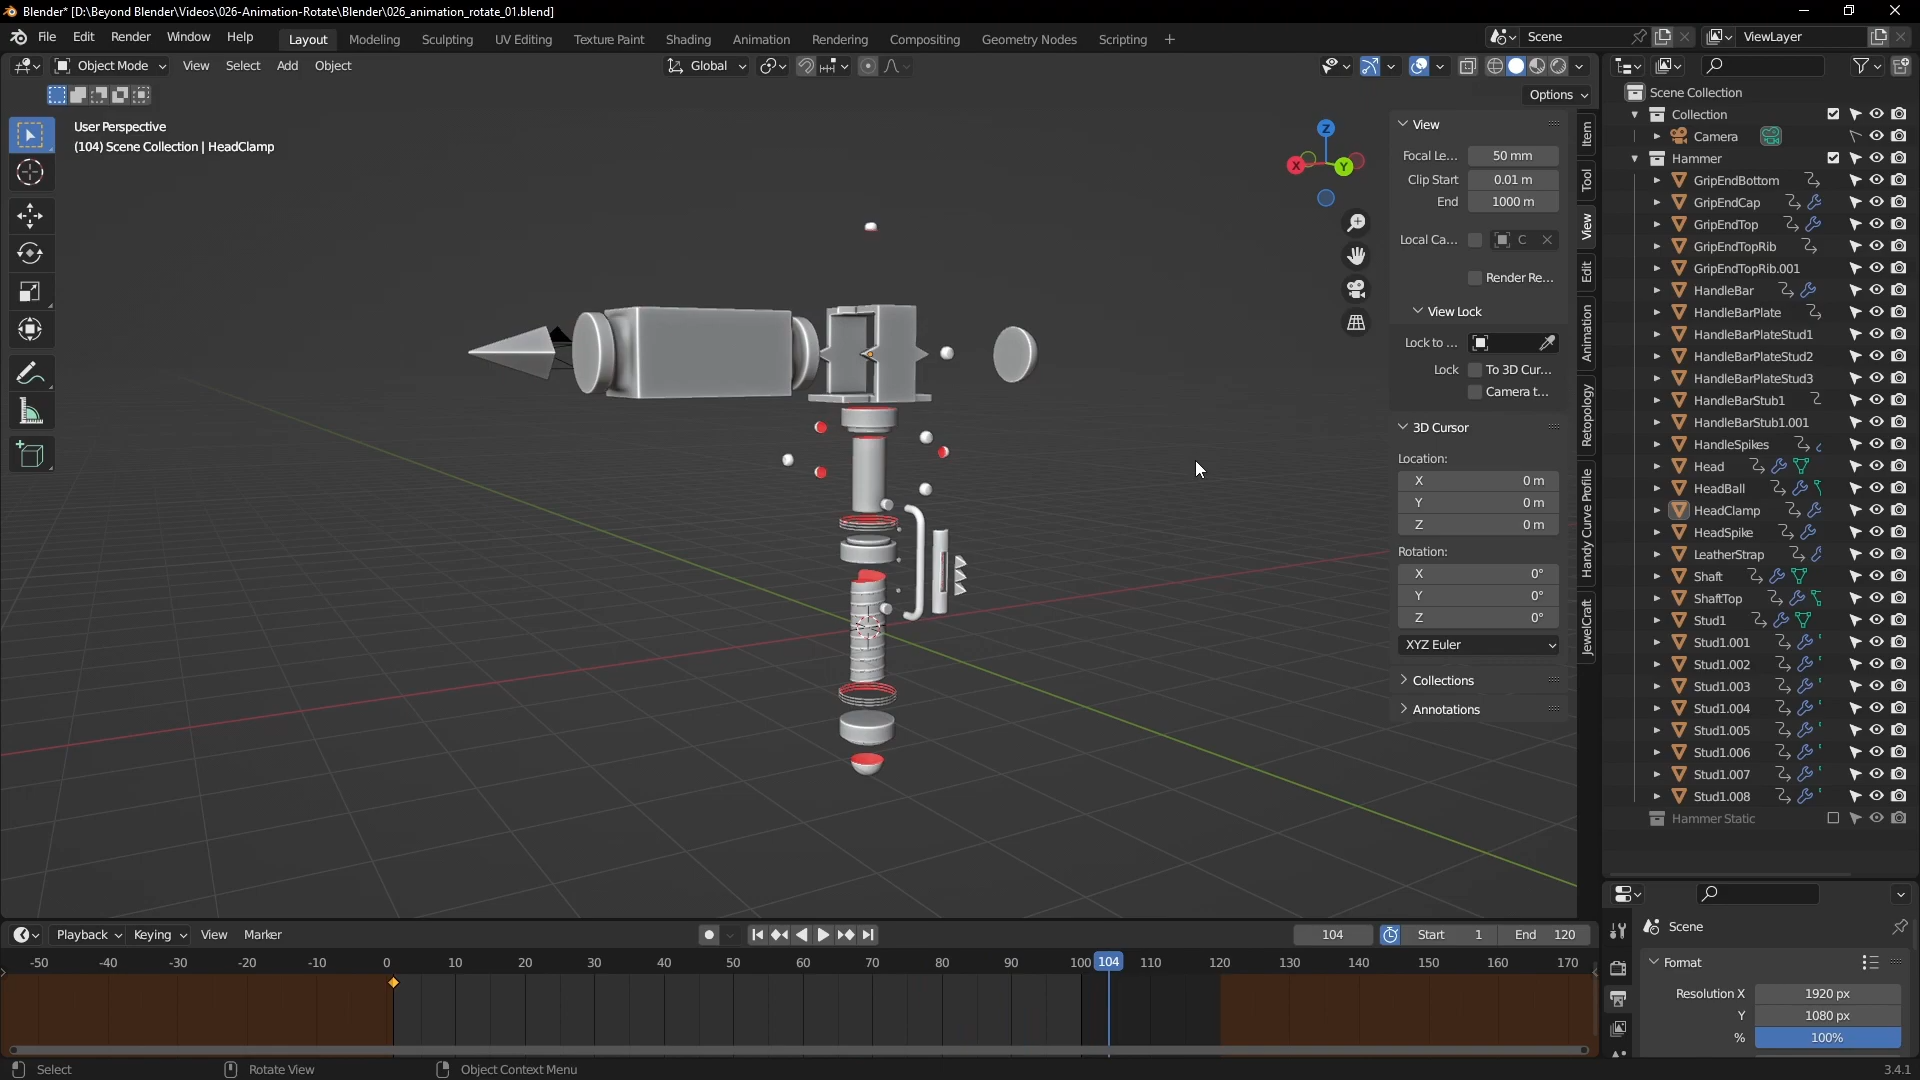 Blender* [D:\Beyond Blender\Videos\026-Animation-Rotate\Blender\026_animation_rotate_01.blend]
File Edit Render Window Help Layout Modeling Sculpting UV Editing Texture Paint Shading Animation Rendering Compositing Geometry Nodes Scripting + Scene ViewLayer
Object Mode View Select Add Object Global
Options
User Perspective
(104) Scene Collection | HeadClamp
Z
X
Y
View
Focal Le... 50 mm
Clip Start 0.01 m
End 1000 m
Local Ca... C
Render Re...
View Lock
Lock to ...
Lock To 3D Cur...
Camera t...
3D Cursor
Location:
X 0 m
Y 0 m
Z 0 m
Rotation:
X 0°
Y 0°
Z 0°
XYZ Euler
Collections
Annotations
Item
Tool
View
Edit
Animation
Retopology
Handy Curve Profile
JewelCraft
Scene Collection
Collection
Camera
Hammer
GripEndBottom
GripEndCap
GripEndTop
GripEndTopRib
GripEndTopRib.001
HandleBar
HandleBarPlate
HandleBarPlateStud1
HandleBarPlateStud2
HandleBarPlateStud3
HandleBarStub1
HandleBarStub1.001
HandleSpikes
Head
HeadBall
HeadClamp
HeadSpike
LeatherStrap
Shaft
ShaftTop
Stud1
Stud1.001
Stud1.002
Stud1.003
Stud1.004
Stud1.005
Stud1.006
Stud1.007
Stud1.008
Hammer Static
Scene
Format
Resolution X 1920 px
Y 1080 px
% 100%
Playback Keying View Marker 104 Start 1 End 120
-50 -40 -30 -20 -10 0 10 20 30 40 50 60 70 80 90 100 104 110 120 130 140 150 160 170
Select Rotate View Object Context Menu 3.4.1